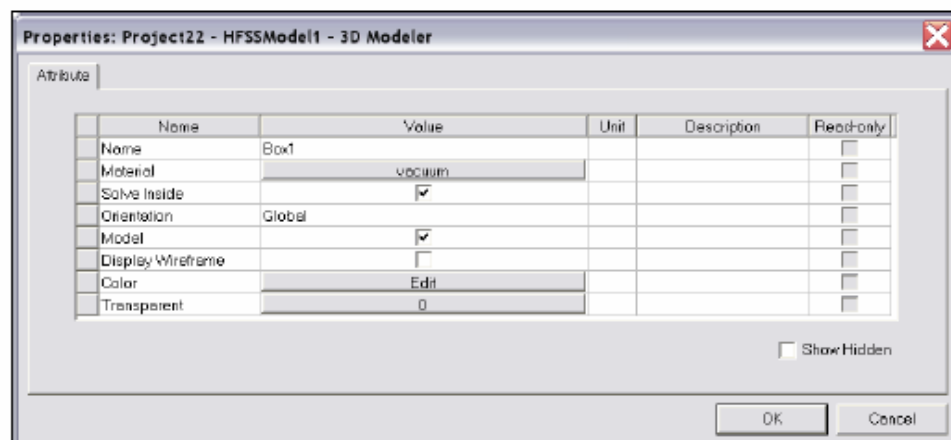 Properties: Project22 - HFSSModel1 - 3D Modeler
Attribute
Name Value Unit Description Read-only
Name Box1
Material vacuum
Solve Inside
Orientation Global
Model
Display Wireframe
Color Edit
Transparent 0
Show Hidden
OK Cancel